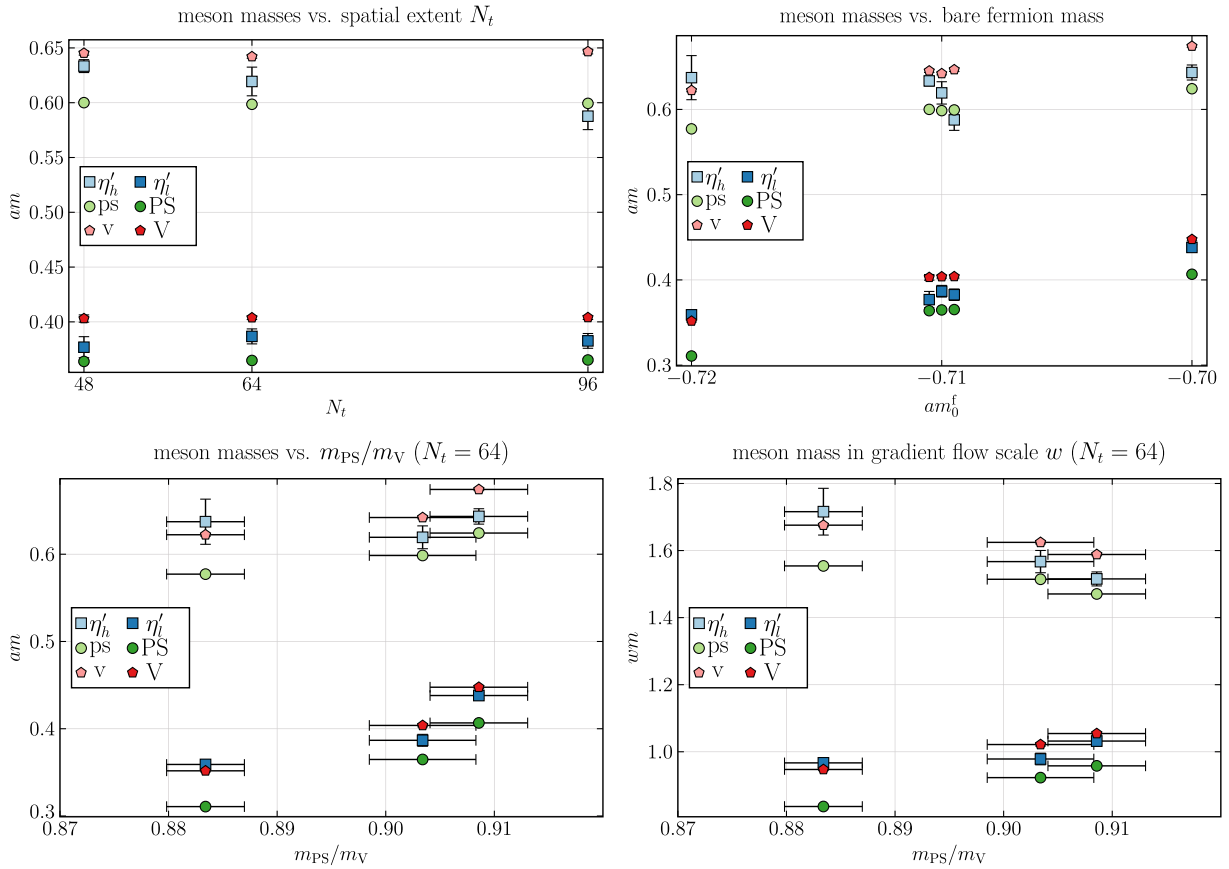 meson masses vs. spatial extent N_t
0.65
0.60
0.55
0.50
0.45
0.40
am
η′_h η′_l
ps PS
v V
48 64 96
N_t
meson masses vs. bare fermion mass
0.6
0.5
0.4
0.3
am
η′_h η′_l
ps PS
v V
−0.72 −0.71 −0.70
am_0^f
meson masses vs. m_PS/m_V (N_t = 64)
0.6
0.5
0.4
0.3
am
η′_h η′_l
ps PS
v V
0.87 0.88 0.89 0.90 0.91
m_PS/m_V
meson mass in gradient flow scale w (N_t = 64)
1.8
1.6
1.4
1.2
1.0
wm
η′_h η′_l
ps PS
v V
0.87 0.88 0.89 0.90 0.91
m_PS/m_V